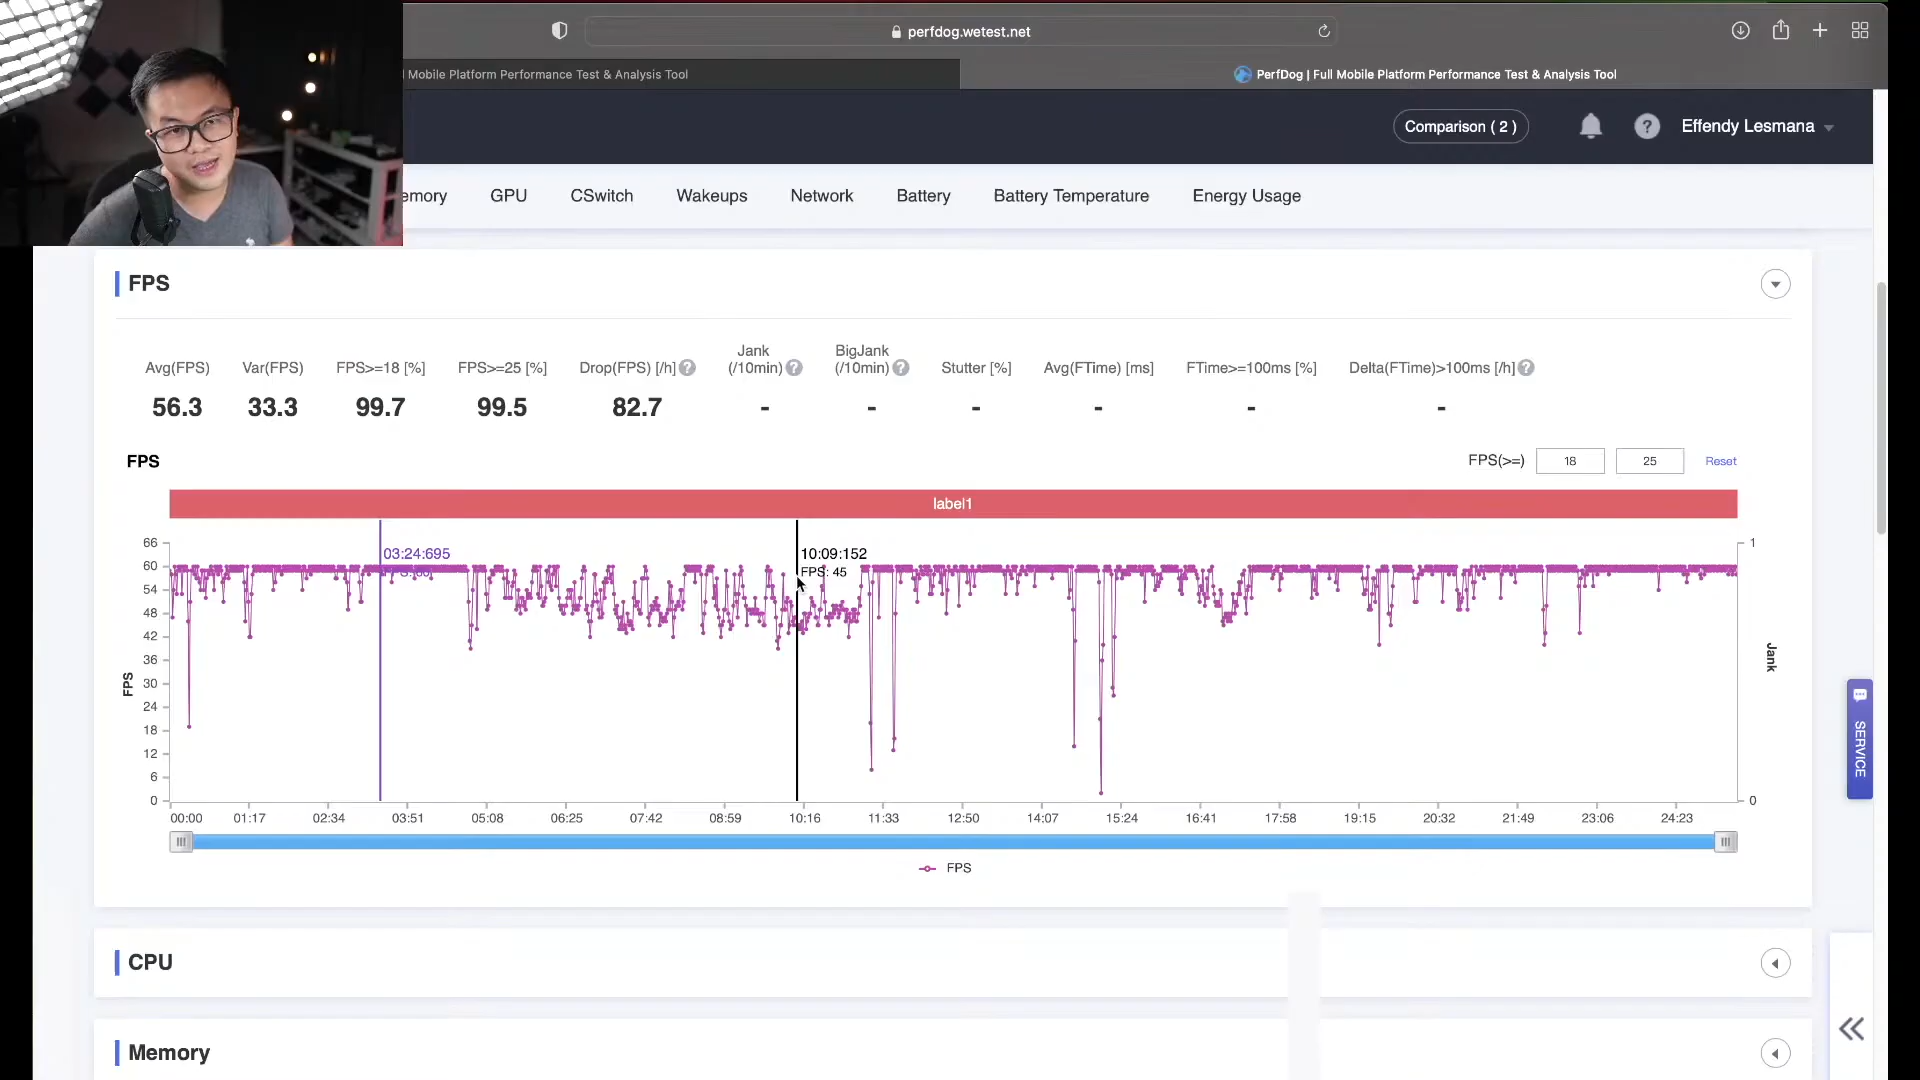 perfdog.wetest.net
Mobile Platform Performance Test & Analysis Tool
PerfDog | Full Mobile Platform Performance Test & Analysis Tool
Comparison ( 2 )
?
Effendy Lesmana
emory
GPU
CSwitch
Wakeups
Network
Battery
Battery Temperature
Energy Usage
FPS
Avg(FPS)
Var(FPS)
FPS>=18 [%]
FPS>=25 [%]
Drop(FPS) [/h]
Jank
(/10min)
BigJank
(/10min)
Stutter [%]
Avg(FTime) [ms]
FTime>=100ms [%]
Delta(FTime)>100ms [/h]
56.3
33.3
99.7
99.5
82.7
-
-
-
-
-
-
FPS
FPS(>=)
18
25
Reset
label1
03:24:695
10:09:152
FPS: 45
66
60
54
48
42
36
30
24
18
12
6
0
FPS
1
0
Jank
00:00
01:17
02:34
03:51
05:08
06:25
07:42
08:59
10:16
11:33
12:50
14:07
15:24
16:41
17:58
19:15
20:32
21:49
23:06
24:23
FPS
SERVICE
CPU
Memory